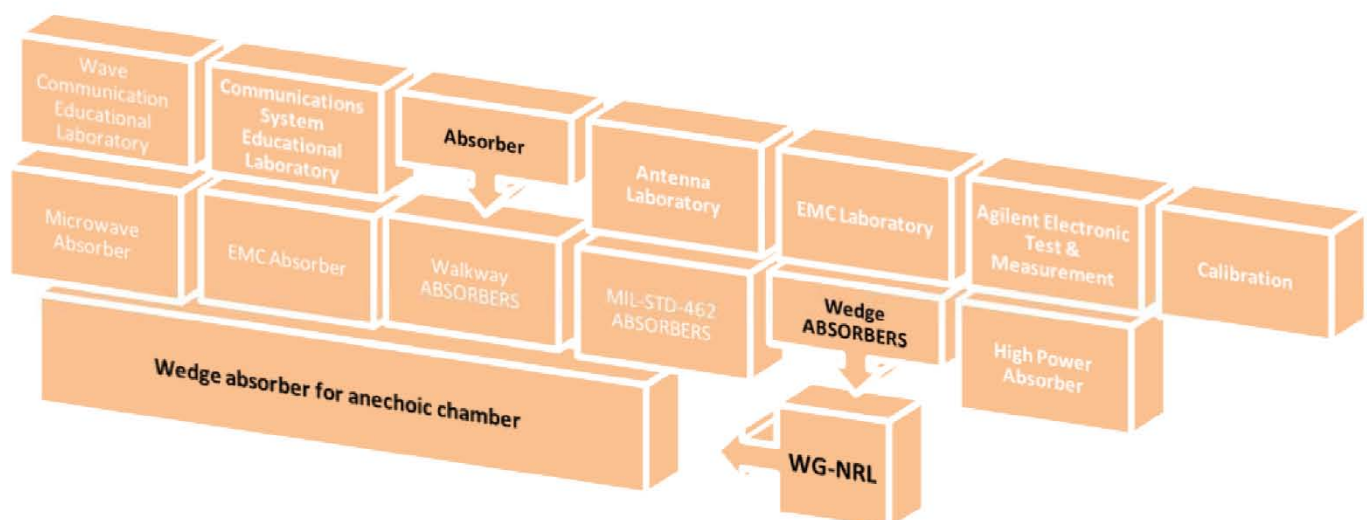 Wave
Communication
Educational
Laboratory
Communications
System
Educational
Laboratory
Absorber
Antenna
Laboratory
EMC Laboratory
Agilent Electronic
Test &
Measurement
Calibration
Microwave
Absorber
EMC Absorber
Walkway
ABSORBERS
MIL-STD-462
ABSORBERS
Wedge
ABSORBERS
High Power
Absorber
Wedge absorber for anechoic chamber
WG-NRL